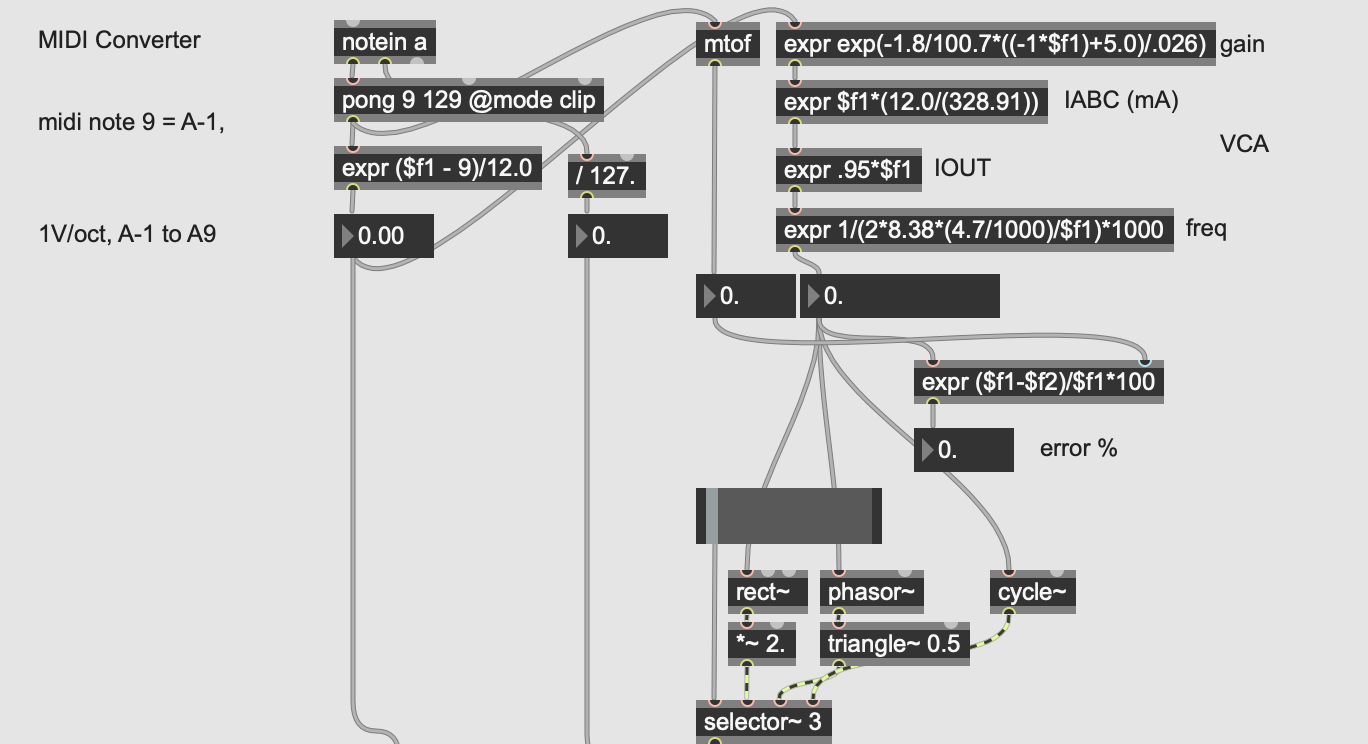 MIDI Converter
notein a
mtof
expr exp(-1.8/100.7*((-1*$f1)+5.0)/.026)
gain
midi note 9 = A-1,
pong 9 129 @mode clip
expr $f1*(12.0/(328.91))
IABC (mA)
VCA
expr ($f1 - 9)/12.0
/ 127.
expr .95*$f1
IOUT
1V/oct, A-1 to A9
0.00
0.
expr 1/(2*8.38*(4.7/1000)/$f1)*1000
freq
0.
0.
expr ($f1-$f2)/$f1*100
0.
error %
rect~
phasor~
cycle~
*~ 2.
triangle~ 0.5
selector~ 3